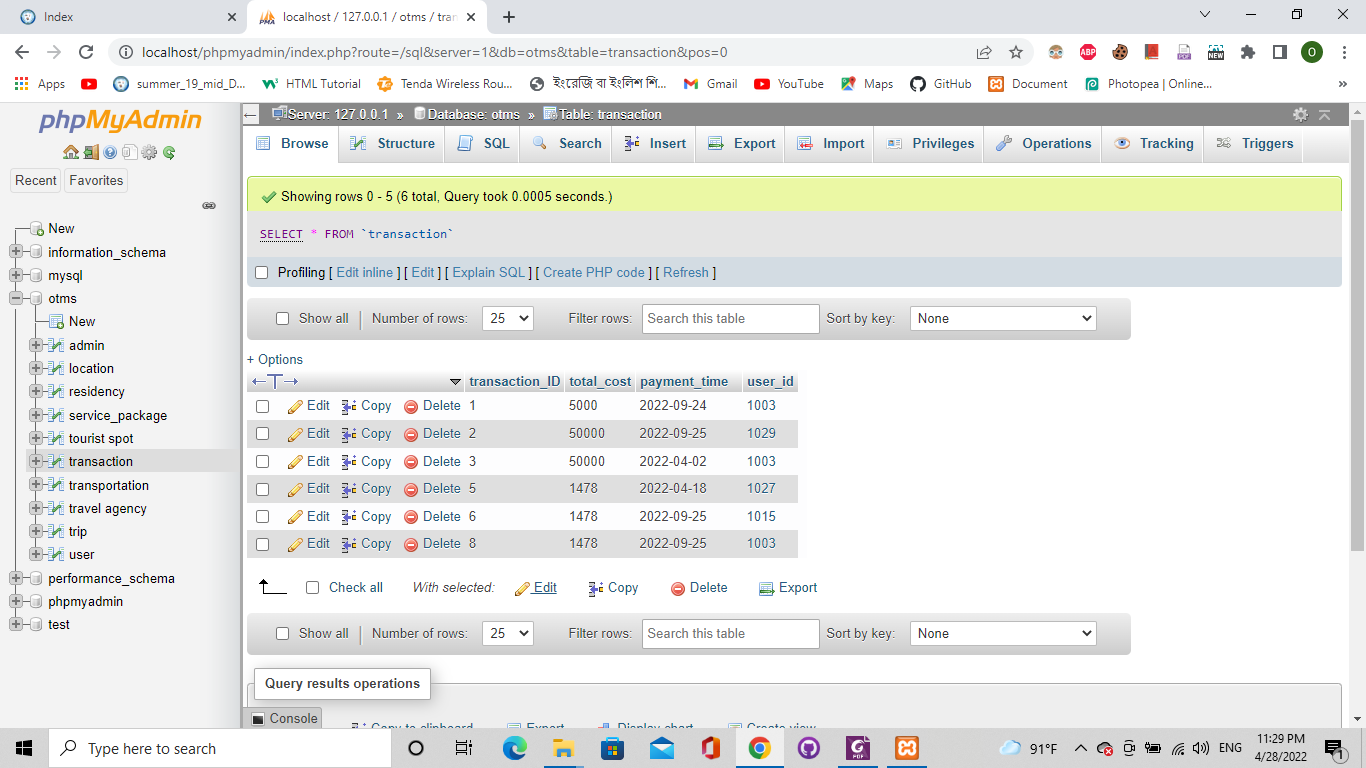 Index
localhost / 127.0.0.1 / otms / tran
localhost/phpmyadmin/index.php?route=/sql&server=1&db=otms&table=transaction&pos=0
ABP
NEW
O
Apps
summer_19_mid_D...
HTML Tutorial
Tenda Wireless Rou...
ইংরেজি বা ইংলিশ শি...
Gmail
YouTube
Maps
GitHub
Document
Photopea | Online...
phpMyAdmin
Recent
Favorites
New
information_schema
mysql
otms
New
admin
location
residency
service_package
tourist spot
transaction
transportation
travel agency
trip
user
performance_schema
phpmyadmin
test
Server: 127.0.0.1 » Database: otms » Table: transaction
Browse Structure SQL Search Insert Export Import Privileges Operations Tracking Triggers
Showing rows 0 - 5 (6 total, Query took 0.0005 seconds.)
SELECT * FROM `transaction`
Profiling [ Edit inline ] [ Edit ] [ Explain SQL ] [ Create PHP code ] [ Refresh ]
Show all Number of rows: 25 Filter rows: Search this table Sort by key: None
+ Options
←T→ transaction_ID total_cost payment_time user_id
Edit Copy Delete 1 5000 2022-09-24 1003
Edit Copy Delete 2 50000 2022-09-25 1029
Edit Copy Delete 3 50000 2022-04-02 1003
Edit Copy Delete 5 1478 2022-04-18 1027
Edit Copy Delete 6 1478 2022-09-25 1015
Edit Copy Delete 8 1478 2022-09-25 1003
Check all With selected: Edit Copy Delete Export
Show all Number of rows: 25 Filter rows: Search this table Sort by key: None
Query results operations
Console
Copy to clipboard Export Display chart Create view
Type here to search
91°F
ENG
11:29 PM
4/28/2022
1